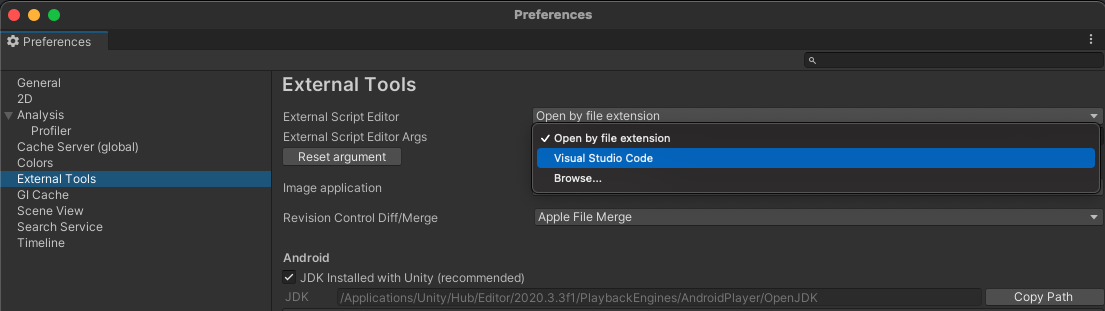 Preferences
Preferences
General
2D
Analysis
Profiler
Cache Server (global)
Colors
External Tools
GI Cache
Scene View
Search Service
Timeline
External Tools
External Script Editor
Open by file extension
External Script Editor Args
Open by file extension
Visual Studio Code
Browse...
Reset argument
Image application
Revision Control Diff/Merge
Apple File Merge
Android
JDK Installed with Unity (recommended)
JDK
/Applications/Unity/Hub/Editor/2020.3.3f1/PlaybackEngines/AndroidPlayer/OpenJDK
Copy Path